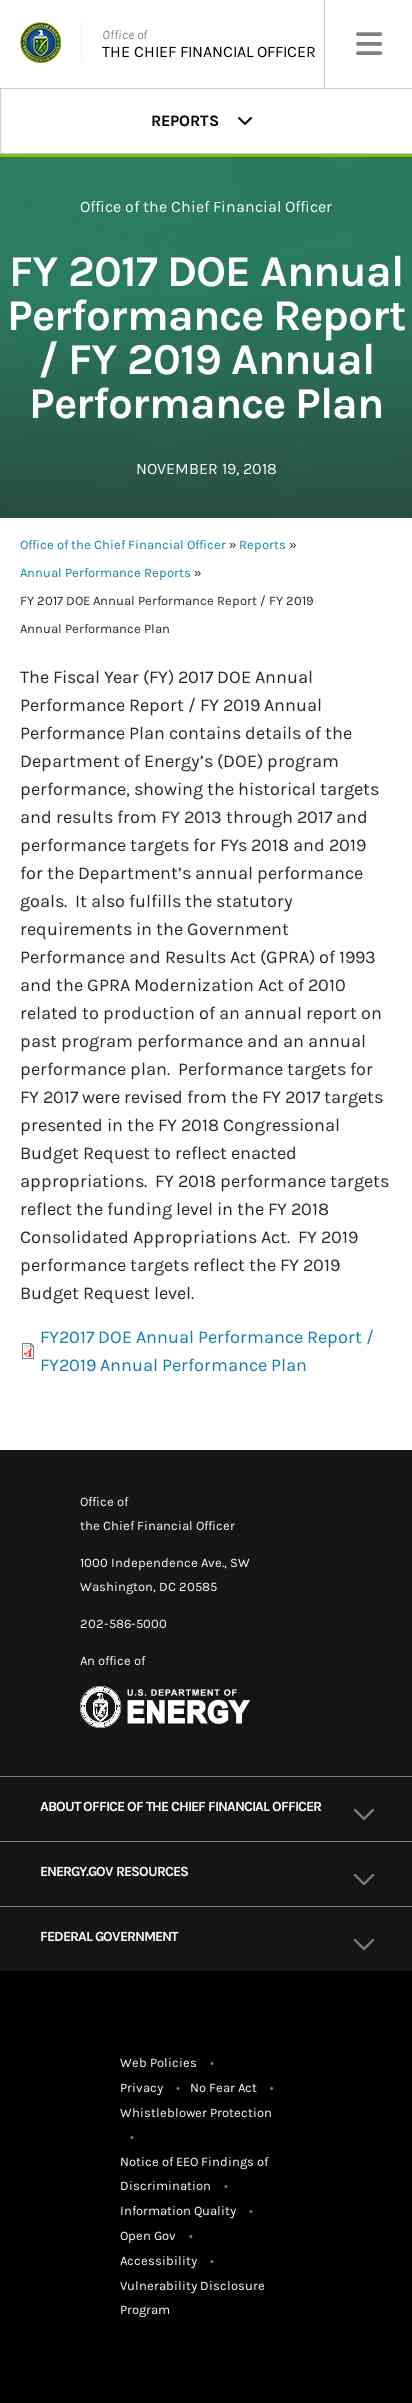 Office of
THE CHIEF FINANCIAL OFFICER
REPORTS
Office of the Chief Financial Officer
FY 2017 DOE Annual
Performance Report
/ FY 2019 Annual
Performance Plan
NOVEMBER 19, 2018
Office of the Chief Financial Officer » Reports »
Annual Performance Reports »
FY 2017 DOE Annual Performance Report / FY 2019
Annual Performance Plan
The Fiscal Year (FY) 2017 DOE Annual
Performance Report / FY 2019 Annual
Performance Plan contains details of the
Department of Energy’s (DOE) program
performance, showing the historical targets
and results from FY 2013 through 2017 and
performance targets for FYs 2018 and 2019
for the Department’s annual performance
goals.  It also fulfills the statutory
requirements in the Government
Performance and Results Act (GPRA) of 1993
and the GPRA Modernization Act of 2010
related to production of an annual report on
past program performance and an annual
performance plan.  Performance targets for
FY 2017 were revised from the FY 2017 targets
presented in the FY 2018 Congressional
Budget Request to reflect enacted
appropriations.  FY 2018 performance targets
reflect the funding level in the FY 2018
Consolidated Appropriations Act.  FY 2019
performance targets reflect the FY 2019
Budget Request level.
FY2017 DOE Annual Performance Report /
FY2019 Annual Performance Plan
Office of
the Chief Financial Officer
1000 Independence Ave., SW
Washington, DC 20585
202-586-5000
An office of
U.S. DEPARTMENT OF
ENERGY
ABOUT OFFICE OF THE CHIEF FINANCIAL OFFICER
ENERGY.GOV RESOURCES
FEDERAL GOVERNMENT
Web Policies •
Privacy • No Fear Act •
Whistleblower Protection
•
Notice of EEO Findings of
Discrimination •
Information Quality •
Open Gov •
Accessibility •
Vulnerability Disclosure
Program